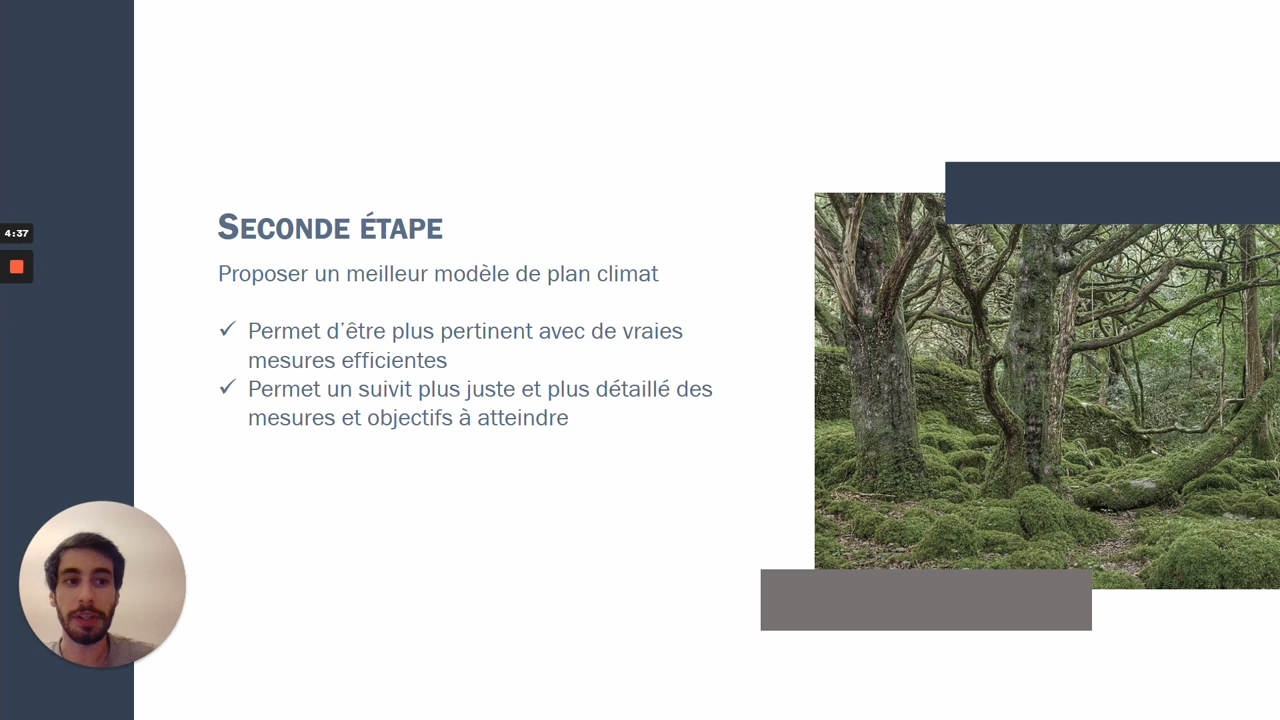 SECONDE ÉTAPE
Proposer un meilleur modèle de plan climat
✓ Permet d'être plus pertinent avec de vraies
mesures efficientes
✓ Permet un suivit plus juste et plus détaillé des
mesures et objectifs à atteindre
4:37